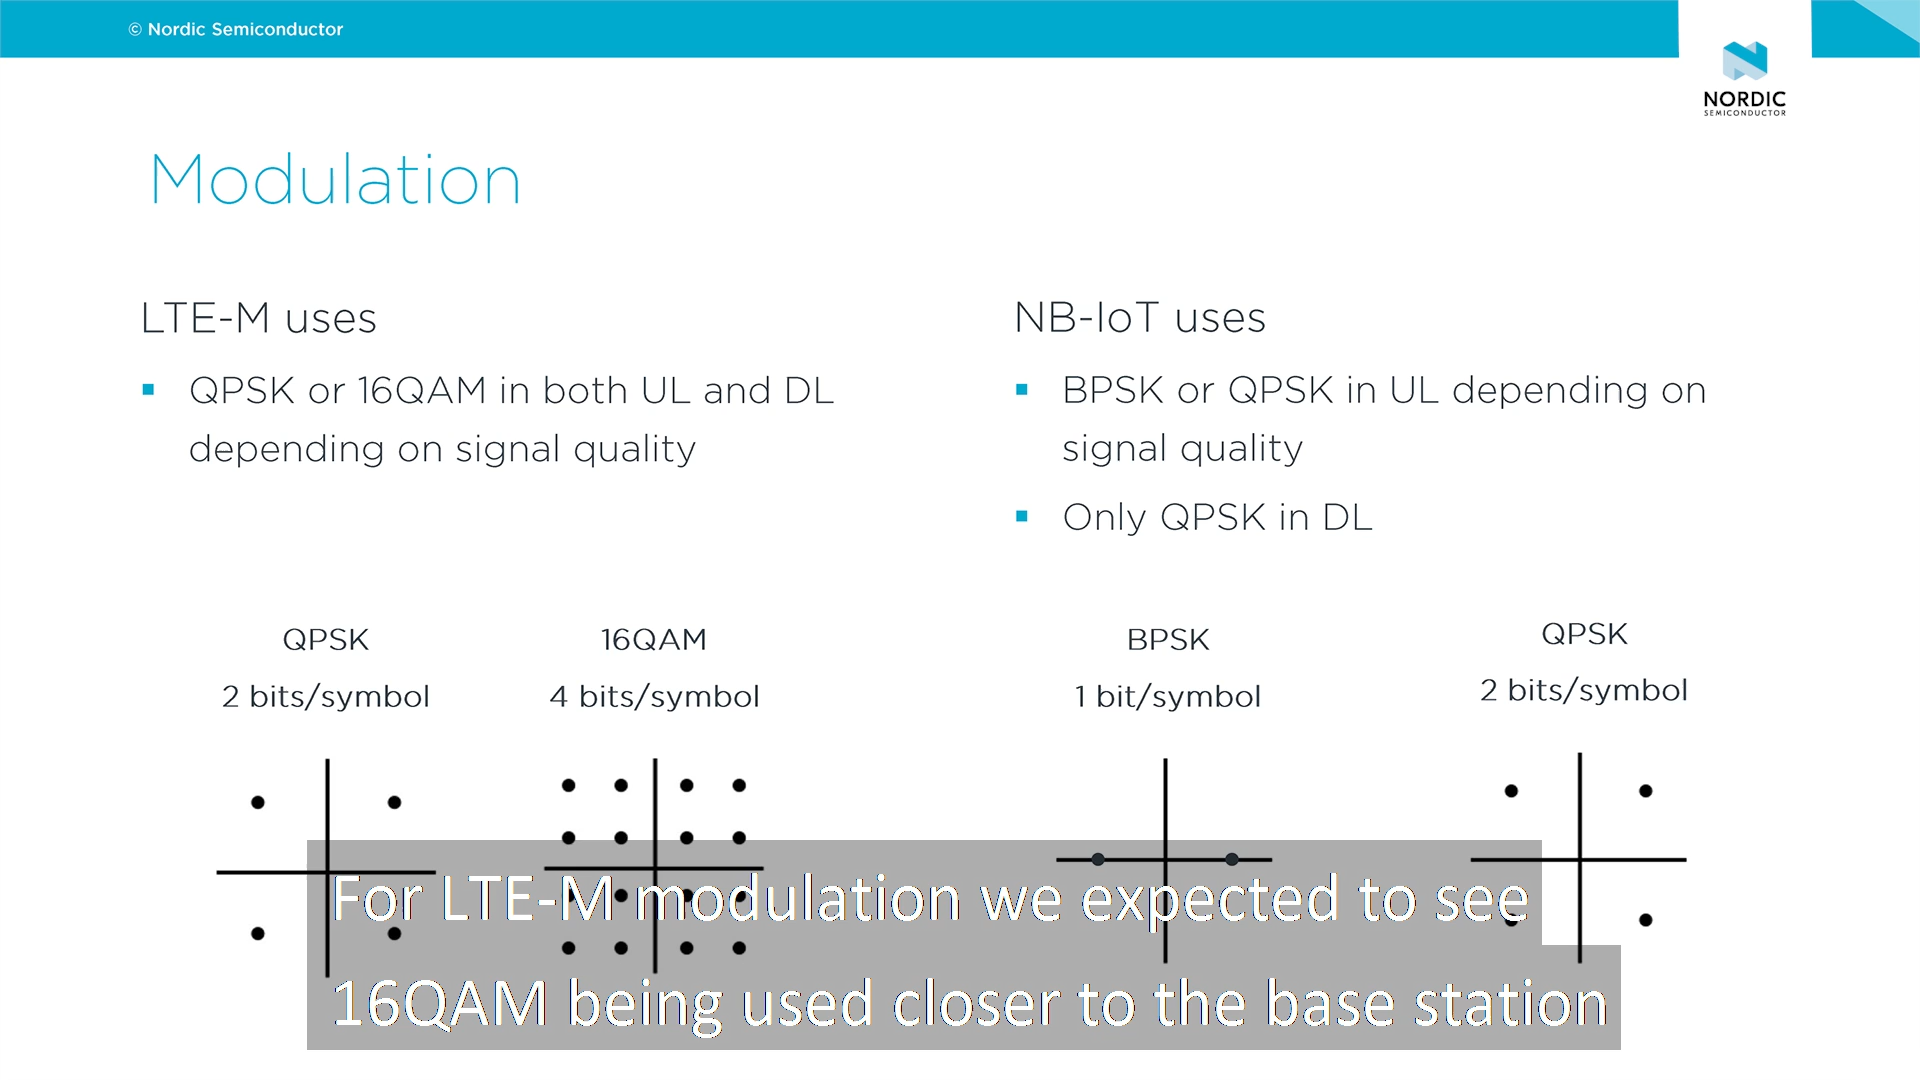 © Nordic Semiconductor
NORDIC
SEMICONDUCTOR
Modulation
LTE-M uses
QPSK or 16QAM in both UL and DL
depending on signal quality
NB-IoT uses
BPSK or QPSK in UL depending on
signal quality
Only QPSK in DL
QPSK
2 bits/symbol
16QAM
4 bits/symbol
BPSK
1 bit/symbol
QPSK
2 bits/symbol
For LTE-M modulation we expected to see
16QAM being used closer to the base station